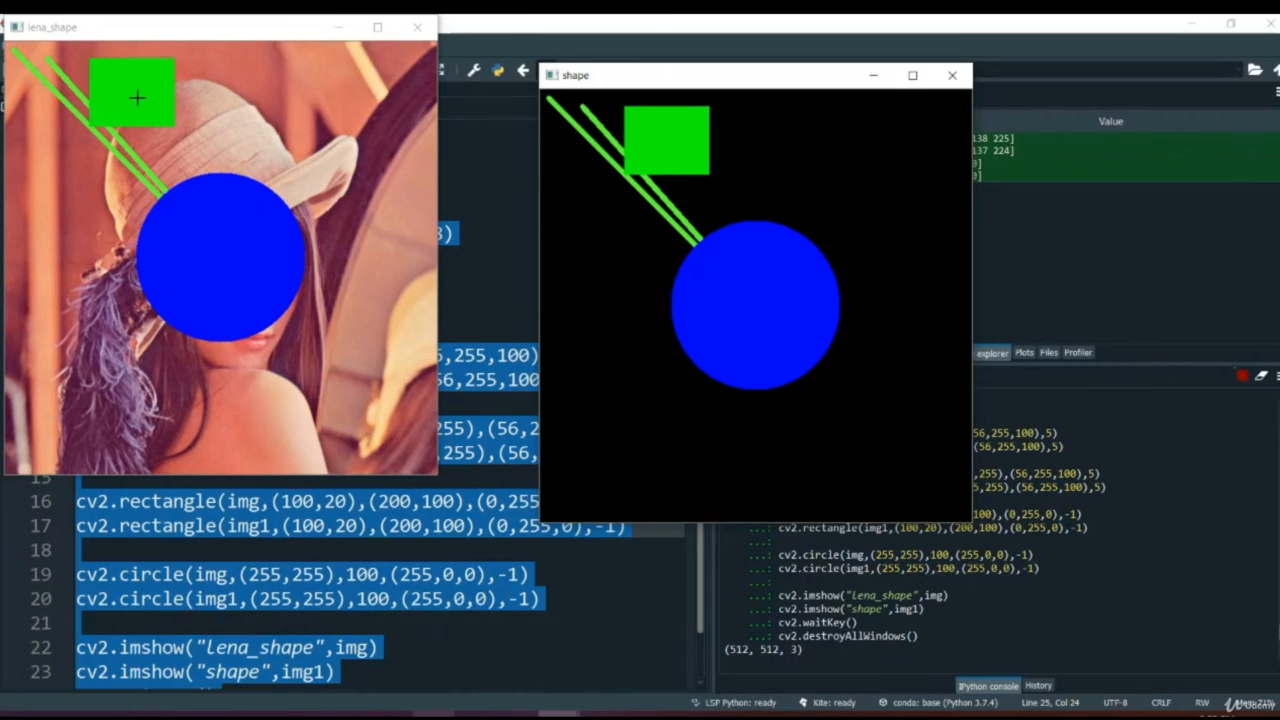 lena_shape
shape
Value
138 225]
137 224]
0]
0]
3)
6,255,100)
56,255,100
255),(56,2
,255),(56,
15
16 cv2.rectangle(img,(100,20),(200,100),(0,255
17 cv2.rectangle(img1,(100,20),(200,100),(0,255,0),-1)
18
19 cv2.circle(img,(255,255),100,(255,0,0),-1)
20 cv2.circle(img1,(255,255),100,(255,0,0),-1)
21
22 cv2.imshow("lena_shape",img)
23 cv2.imshow("shape",img1)
explorer Plots Files Profiler
56,255,100),5)
(56,255,100),5)
,255),(56,255,100),5)
5,255),(56,255,100),5)
100),(0,255,0),-1)
...: cv2.rectangle(img1,(100,20),(200,100),(0,255,0),-1)
...:
...: cv2.circle(img,(255,255),100,(255,0,0),-1)
...: cv2.circle(img1,(255,255),100,(255,0,0),-1)
...:
...: cv2.imshow("lena_shape",img)
...: cv2.imshow("shape",img1)
...: cv2.waitKey()
...: cv2.destroyAllWindows()
(512, 512, 3)
IPython console History
LSP Python: ready Kite: ready conda: base (Python 3.7.4) Line 25, Col 24 UTF-8 CRLF RW
Udemy